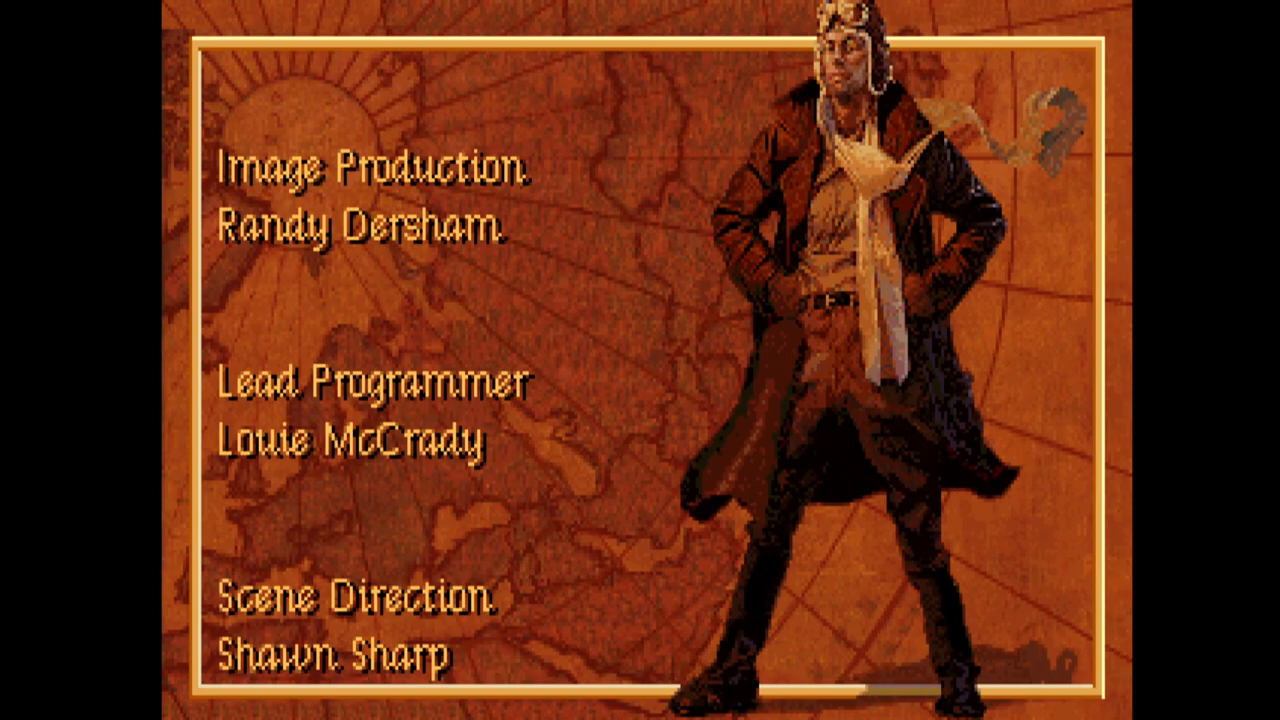 Image Production
Randy Dersham
Lead Programmer
Louie McCrady
Scene Direction
Shawn Sharp